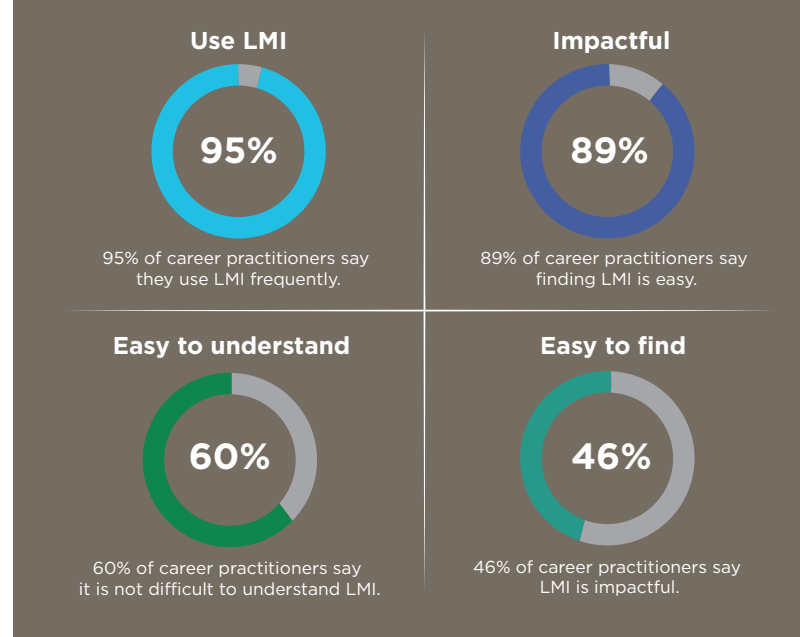 Use LMI
95%
95% of career practitioners say
they use LMI frequently.
Impactful
89%
89% of career practitioners say
finding LMI is easy.
Easy to understand
60%
60% of career practitioners say
it is not difficult to understand LMI.
Easy to find
46%
46% of career practitioners say
LMI is impactful.